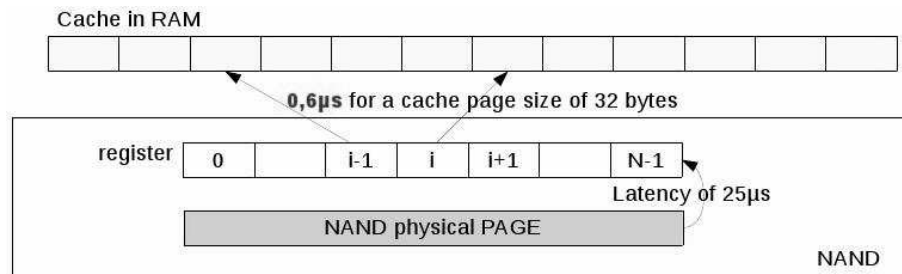 Cache in RAM
0,6µs for a cache page size of 32 bytes
register 0 i-1 i i+1 N-1
Latency of 25µs
NAND physical PAGE
NAND